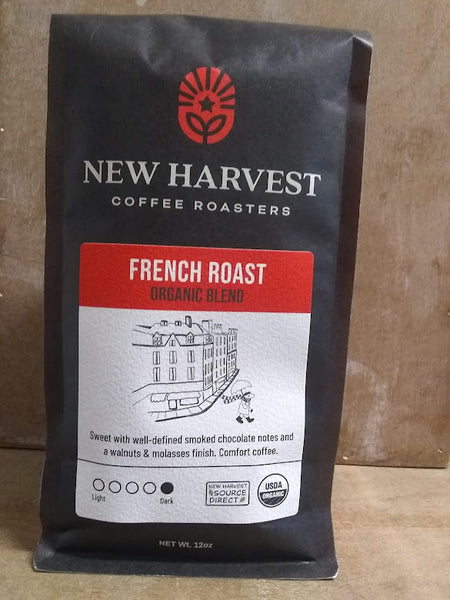 NEW HARVEST
COFFEE ROASTERS
FRENCH ROAST
ORGANIC BLEND
Sweet with well-defined smoked chocolate notes and
a walnuts & molasses finish. Comfort coffee.
Light
Dark
NEW HARVEST
SOURCE
DIRECT
USDA
ORGANIC
NET Wt. 12oz